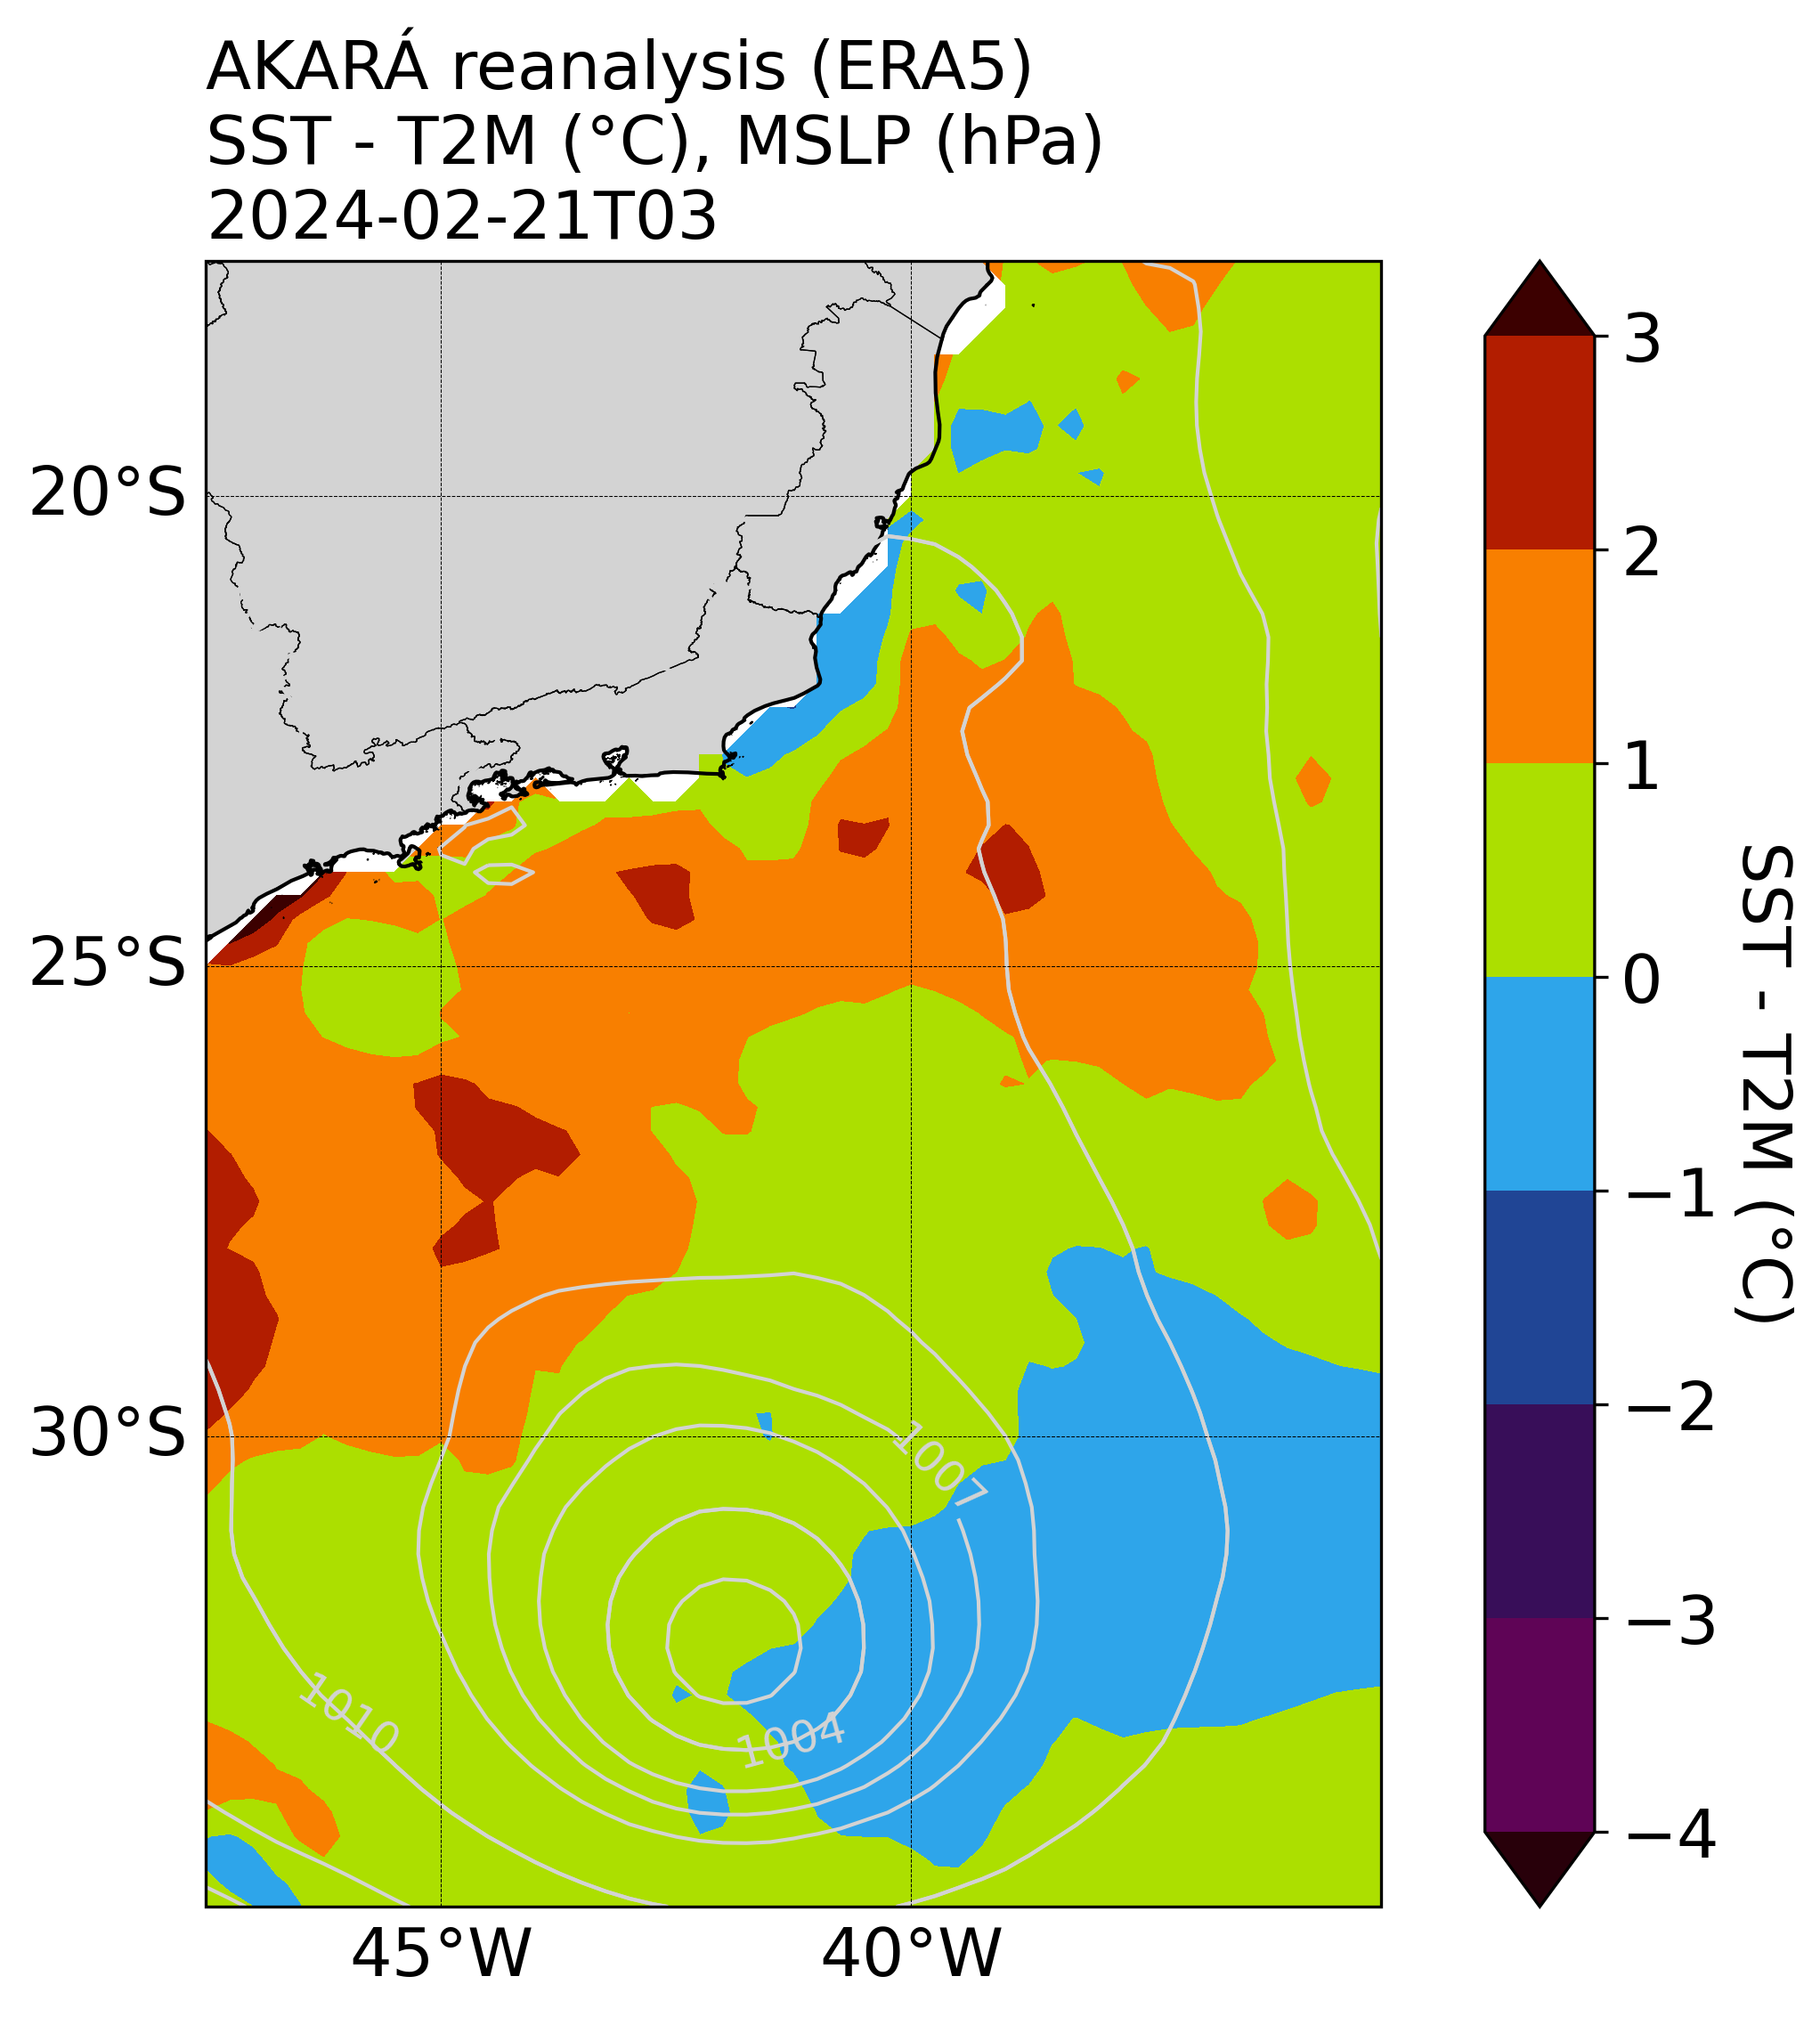 AKARÁ reanalysis (ERA5)
SST - T2M (°C), MSLP (hPa)
2024-02-21T03
20°S
25°S
30°S
45°W
40°W
1007
1010
1004
3
2
1
0
−1
−2
−3
−4
SST - T2M (°C)